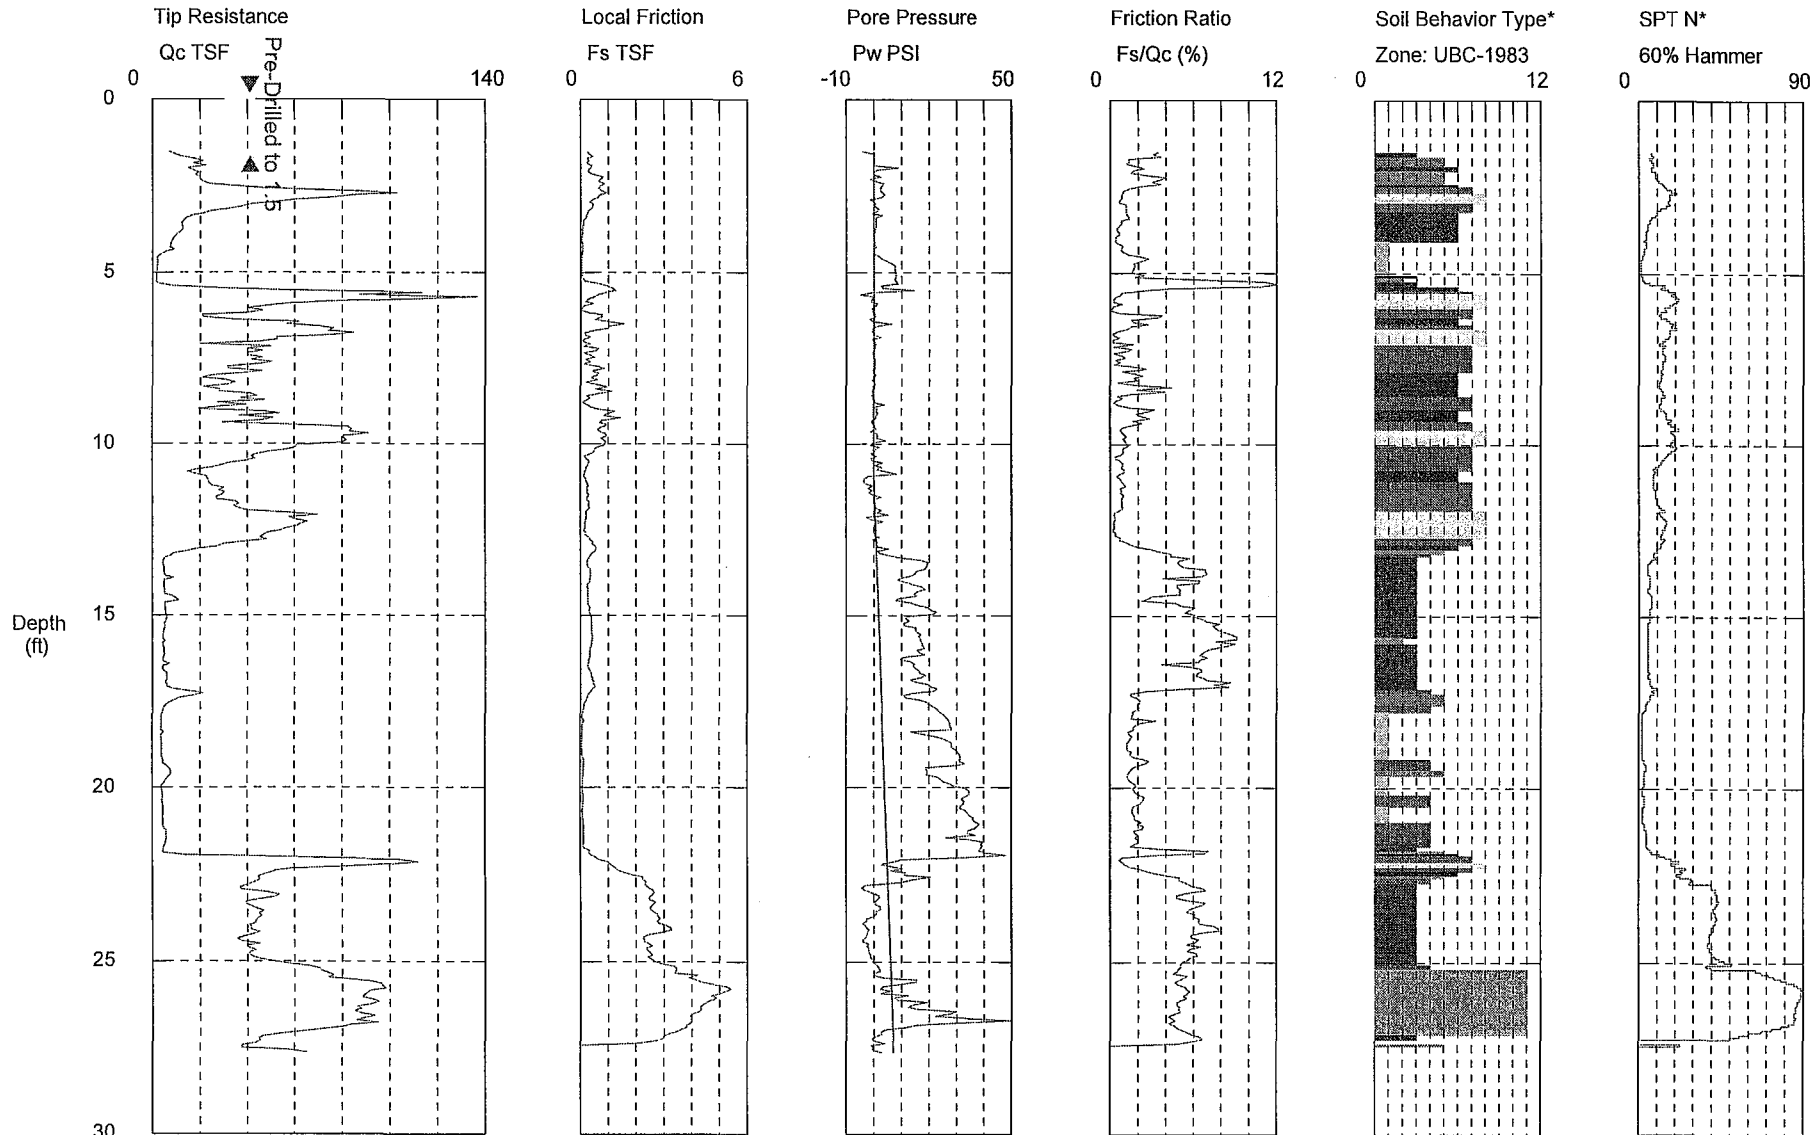 Tip Resistance
Qc TSF
0 140
Local Friction
Fs TSF
0 6
Pore Pressure
Pw PSI
-10 50
Friction Ratio
Fs/Qc (%)
0 12
Soil Behavior Type*
Zone: UBC-1983
0 12
SPT N*
60% Hammer
0 90
Pre-Drilled to 1.5
0
5
10
15
20
25
30
Depth
(ft)